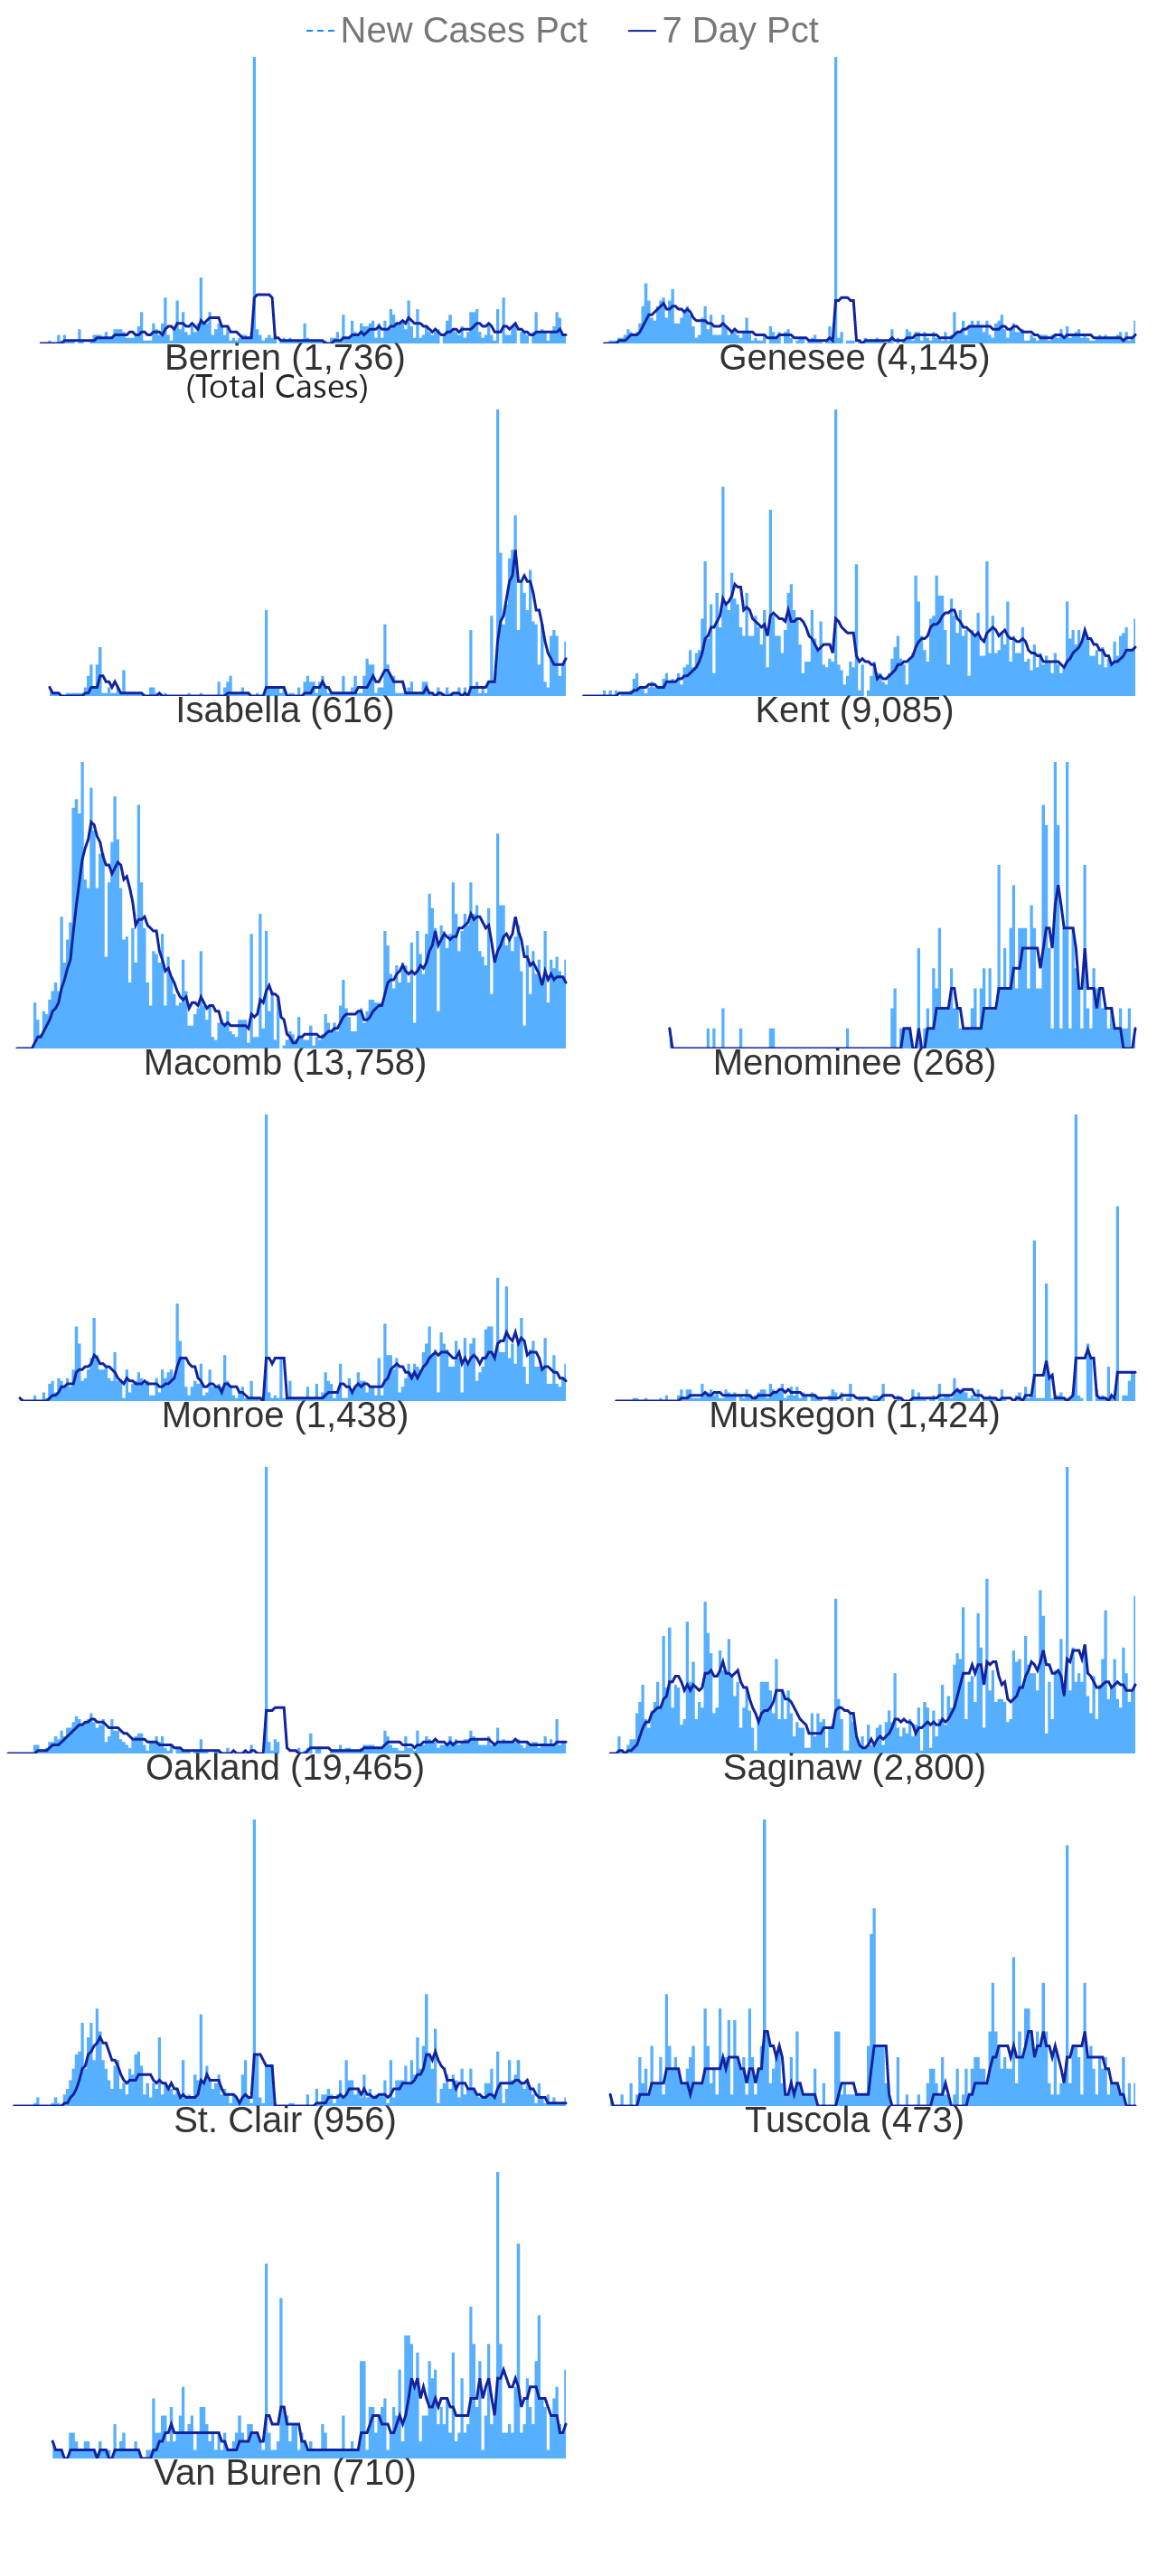 New Cases Pct 7 Day Pct
Berrien (1,736) Genesee (4,145)
(Total Cases)
Isabella (616) Kent (9,085)
Macomb (13,758) Menominee (268)
Monroe (1,438) Muskegon (1,424)
Oakland (19,465) Saginaw (2,800)
St. Clair (956) Tuscola (473)
Van Buren (710)